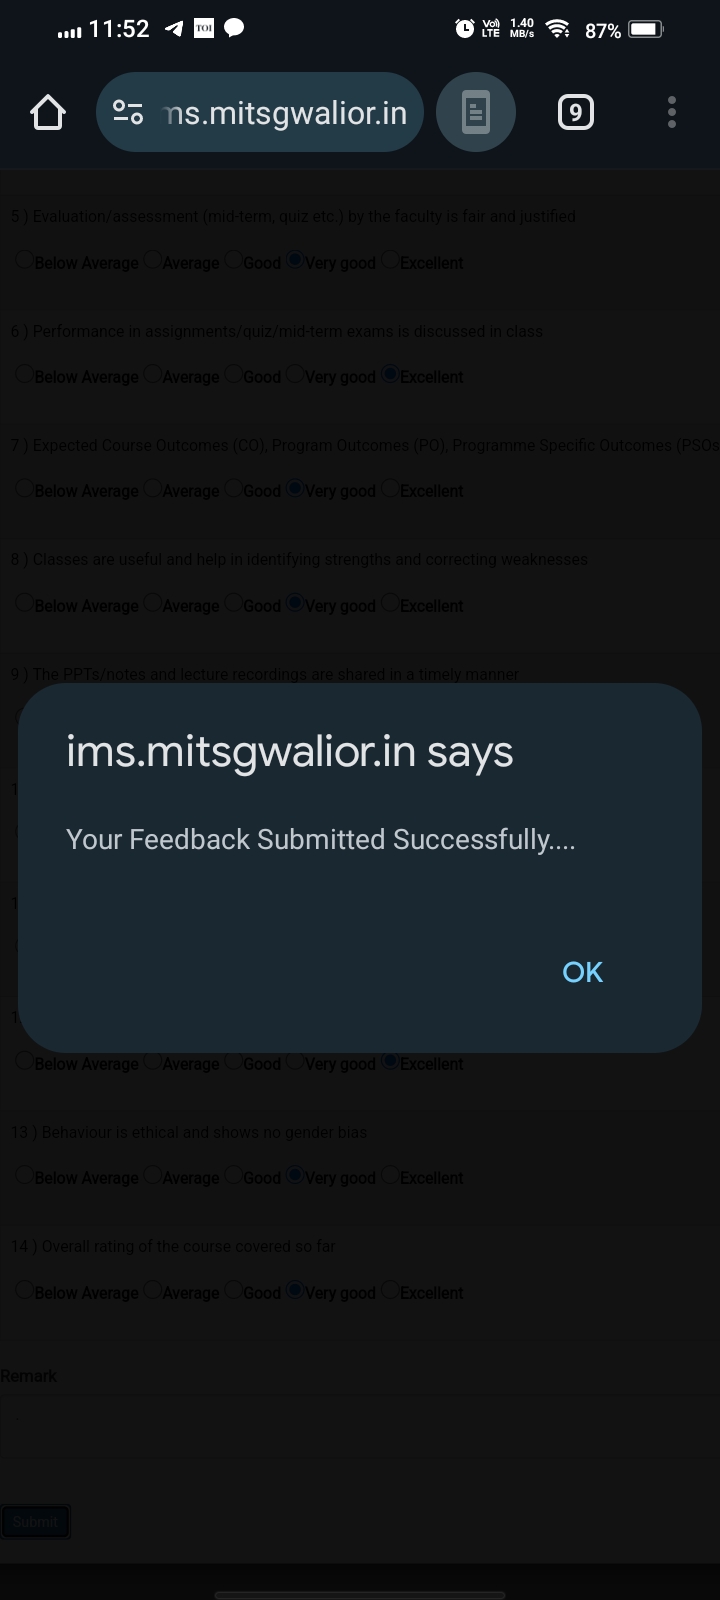 11:52 TOI Vo) LTE 1.40 MB/s 87%
ms.mitsgwalior.in 9
5 ) Evaluation/assessment (mid-term, quiz etc.) by the faculty is fair and justified
Below Average Average Good Very good Excellent
6 ) Performance in assignments/quiz/mid-term exams is discussed in class
Below Average Average Good Very good Excellent
7 ) Expected Course Outcomes (CO), Program Outcomes (PO), Programme Specific Outcomes (PSOs
Below Average Average Good Very good Excellent
8 ) Classes are useful and help in identifying strengths and correcting weaknesses
Below Average Average Good Very good Excellent
9 ) The PPTs/notes and lecture recordings are shared in a timely manner
ims.mitsgwalior.in says
Your Feedback Submitted Successfully....
OK
1
1
1
Below Average Average Good Very good Excellent
13 ) Behaviour is ethical and shows no gender bias
Below Average Average Good Very good Excellent
14 ) Overall rating of the course covered so far
Below Average Average Good Very good Excellent
Remark
Submit